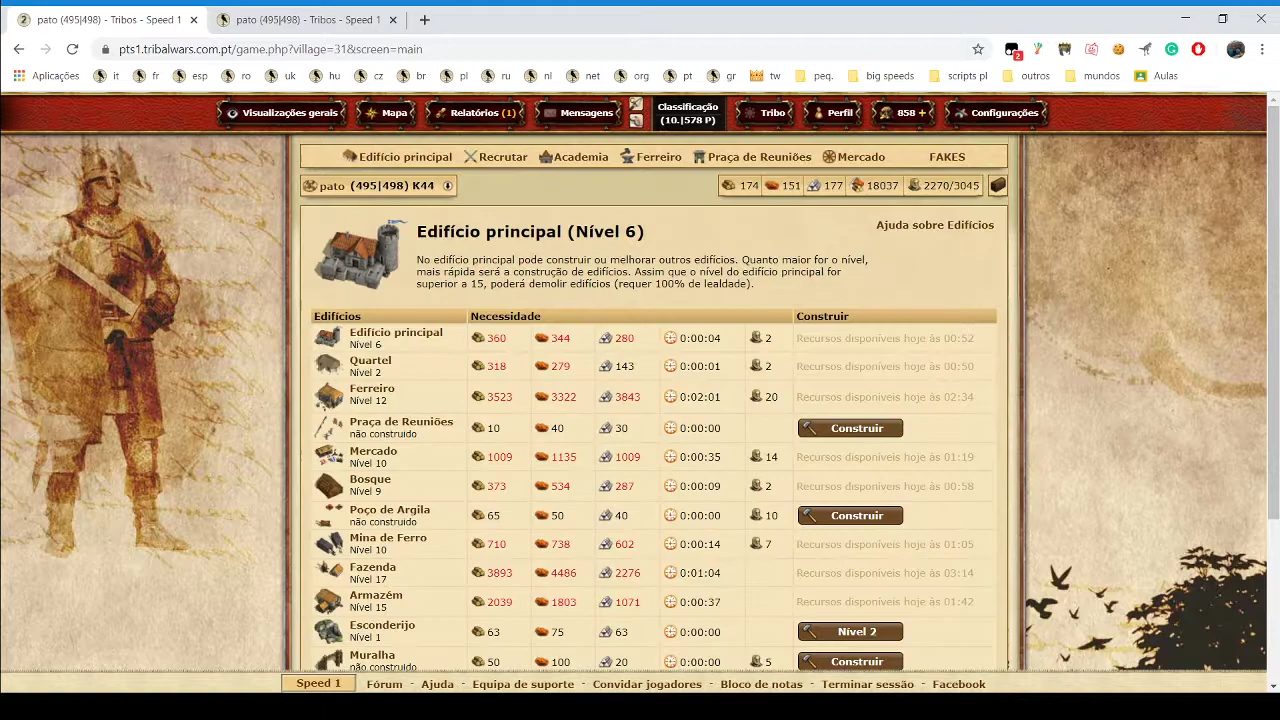 pato (495|498) - Tribos - Speed 1
pato (495|498) - Tribos - Speed 1
pts1.tribalwars.com.pt/game.php?village=31&screen=main
2
Aplicações it fr esp ro uk hu cz br pl ru nl net org pt gr tw peq. big speeds scripts pl outros mundos Aulas
Visualizações gerais Mapa Relatórios (1) Mensagens Classificação (10.|578 P) Tribo Perfil 858 + Configurações
Edifício principal Recrutar Academia Ferreiro Praça de Reuniões Mercado FAKES
pato (495|498) K44 174 151 177 18037 2270/3045
Edifício principal (Nível 6) Ajuda sobre Edifícios
No edifício principal pode construir ou melhorar outros edifícios. Quanto maior for o nível,
mais rápida será a construção de edifícios. Assim que o nível do edifício principal for
superior a 15, poderá demolir edifícios (requer 100% de lealdade).
Edifícios Necessidade Construir
Edifício principal
Nível 6 360 344 280 0:00:04 2 Recursos disponíveis hoje às 00:52
Quartel
Nível 2 318 279 143 0:00:01 2 Recursos disponíveis hoje às 00:50
Ferreiro
Nível 12 3523 3322 3843 0:02:01 20 Recursos disponíveis hoje às 02:34
Praça de Reuniões
não construido 10 40 30 0:00:00 Construir
Mercado
Nível 10 1009 1135 1009 0:00:35 14 Recursos disponíveis hoje às 01:19
Bosque
Nível 9 373 534 287 0:00:09 2 Recursos disponíveis hoje às 00:58
Poço de Argila
não construido 65 50 40 0:00:00 10 Construir
Mina de Ferro
Nível 10 710 738 602 0:00:14 7 Recursos disponíveis hoje às 01:05
Fazenda
Nível 17 3893 4486 2276 0:01:04 Recursos disponíveis hoje às 03:14
Armazém
Nível 15 2039 1803 1071 0:00:37 Recursos disponíveis hoje às 01:42
Esconderijo
Nível 1 63 75 63 0:00:00 Nível 2
Muralha
não construido 50 100 20 0:00:00 5 Construir
Speed 1 Fórum - Ajuda - Equipa de suporte - Convidar jogadores - Bloco de notas - Terminar sessão - Facebook